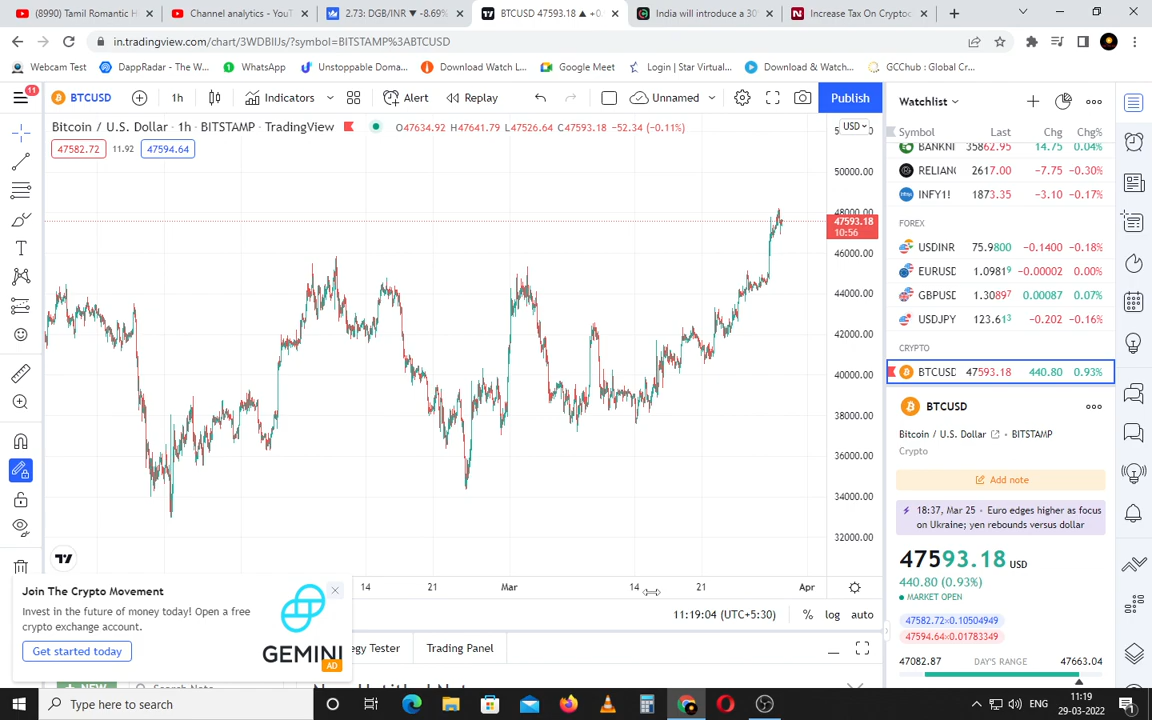 (8990) Tamil Romantic H
Channel analytics - YouT
2.73: DGB/INR ▼ -8.69%
BTCUSD 47593.18 ▲ +0.
India will introduce a 30%
Increase Tax On Cryptoc
in.tradingview.com/chart/3WDBIIJs/?symbol=BITSTAMP%3ABTCUSD
Webcam Test
DappRadar - The W...
WhatsApp
Unstoppable Doma...
Download Watch L...
Google Meet
Login | Star Virtual...
Download & Watch...
GCChub : Global Cr...
11
BTCUSD
1h
Indicators
Alert
Replay
Unnamed
Publish
Watchlist
Bitcoin / U.S. Dollar · 1h · BITSTAMP · TradingView
O47634.92 H47641.79 L47526.64 C47593.18 −52.34 (−0.11%)
USD
47582.72 11.92 47594.64
Symbol Last Chg Chg%
BANKNI 35862.95 14.75 0.04%
RELIANC 2617.00 −7.75 −0.30%
INFY1! 1873.35 −3.10 −0.17%
FOREX
USDINR 75.9800 −0.1400 −0.18%
EURUSD 1.09819 −0.00002 0.00%
GBPUSD 1.30897 0.00087 0.07%
USDJPY 123.613 −0.202 −0.16%
CRYPTO
BTCUSD 47593.18 440.80 0.93%
50000.00
48000.00
47593.18
10:56
46000.00
44000.00
42000.00
40000.00
38000.00
36000.00
34000.00
32000.00
BTCUSD
Bitcoin / U.S. Dollar · BITSTAMP
Crypto
Add note
18:37, Mar 25 · Euro edges higher as focus
on Ukraine; yen rebounds versus dollar
47593.18 USD
440.80 (0.93%)
MARKET OPEN
47582.72×0.10504949
47594.64×0.01783349
47082.87 DAY'S RANGE 47663.04
14 21 Mar 14 21 Apr
11:19:04 (UTC+5:30)
% log auto
Join The Crypto Movement
Invest in the future of money today! Open a free
crypto exchange account.
Get started today
GEMINI
AD
egy Tester
Trading Panel
Type here to search
ENG
11:19
29-03-2022
1